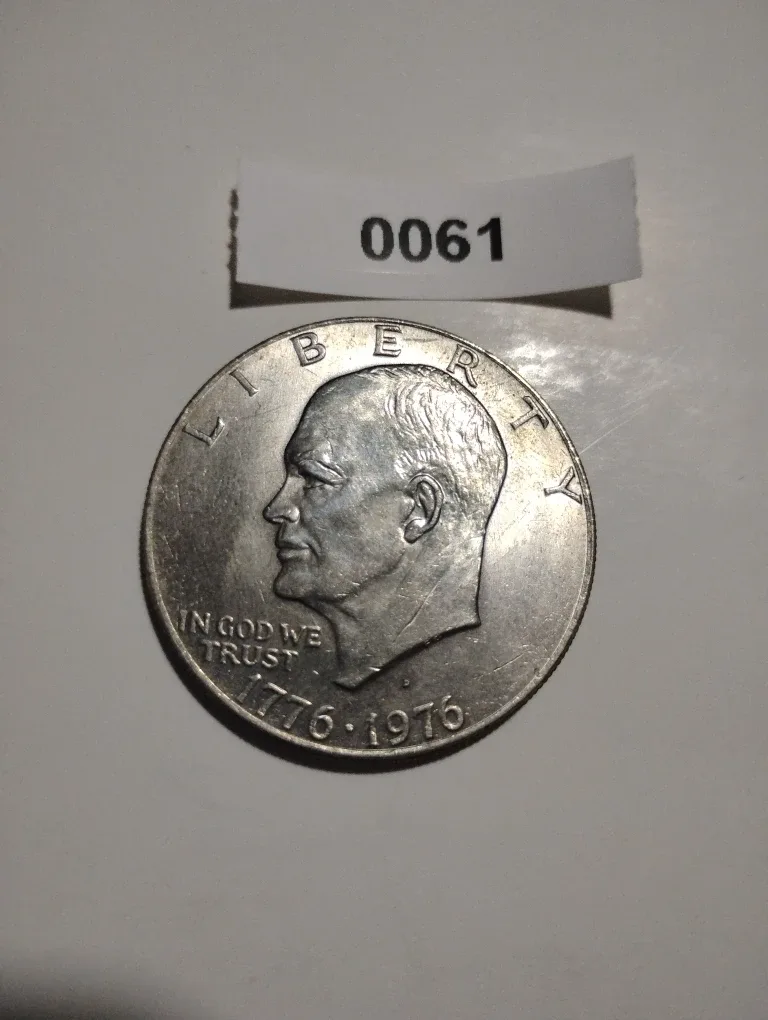 0061
LIBERTY
IN GOD WE
TRUST
1776·1976